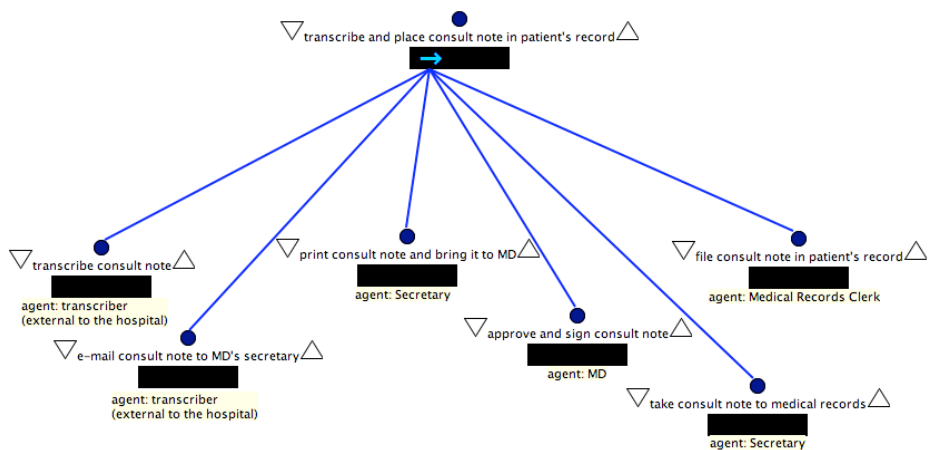 transcribe and place consult note in patient's record
transcribe consult note
agent: transcriber
(external to the hospital)
e-mail consult note to MD's secretary
agent: transcriber
(external to the hospital)
print consult note and bring it to MD
agent: Secretary
approve and sign consult note
agent: MD
take consult note to medical records
agent: Secretary
file consult note in patient's record
agent: Medical Records Clerk